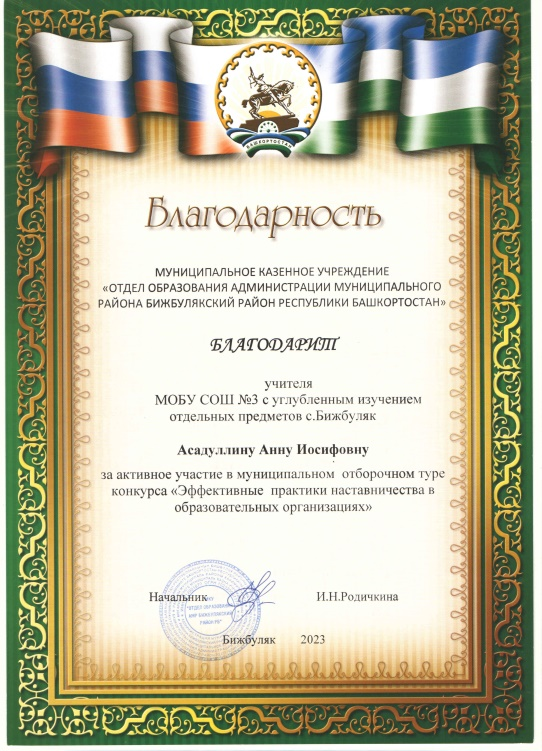 БАШКОРТОСТАН
Благодарность
МУНИЦИПАЛЬНОЕ КАЗЕННОЕ УЧРЕЖДЕНИЕ
«ОТДЕЛ ОБРАЗОВАНИЯ АДМИНИСТРАЦИИ МУНИЦИПАЛЬНОГО
РАЙОНА БИЖБУЛЯКСКИЙ РАЙОН РЕСПУБЛИКИ БАШКОРТОСТАН»
БЛАГОДАРИТ
учителя
МОБУ СОШ №3 с углубленным изучением
отдельных предметов с.Бижбуляк
Асадуллину Анну Иосифовну
за активное участие в муниципальном отборочном туре
конкурса «Эффективные практики наставничества в
образовательных организациях»
Начальник И.Н.Родичкина
Бижбуляк 2023